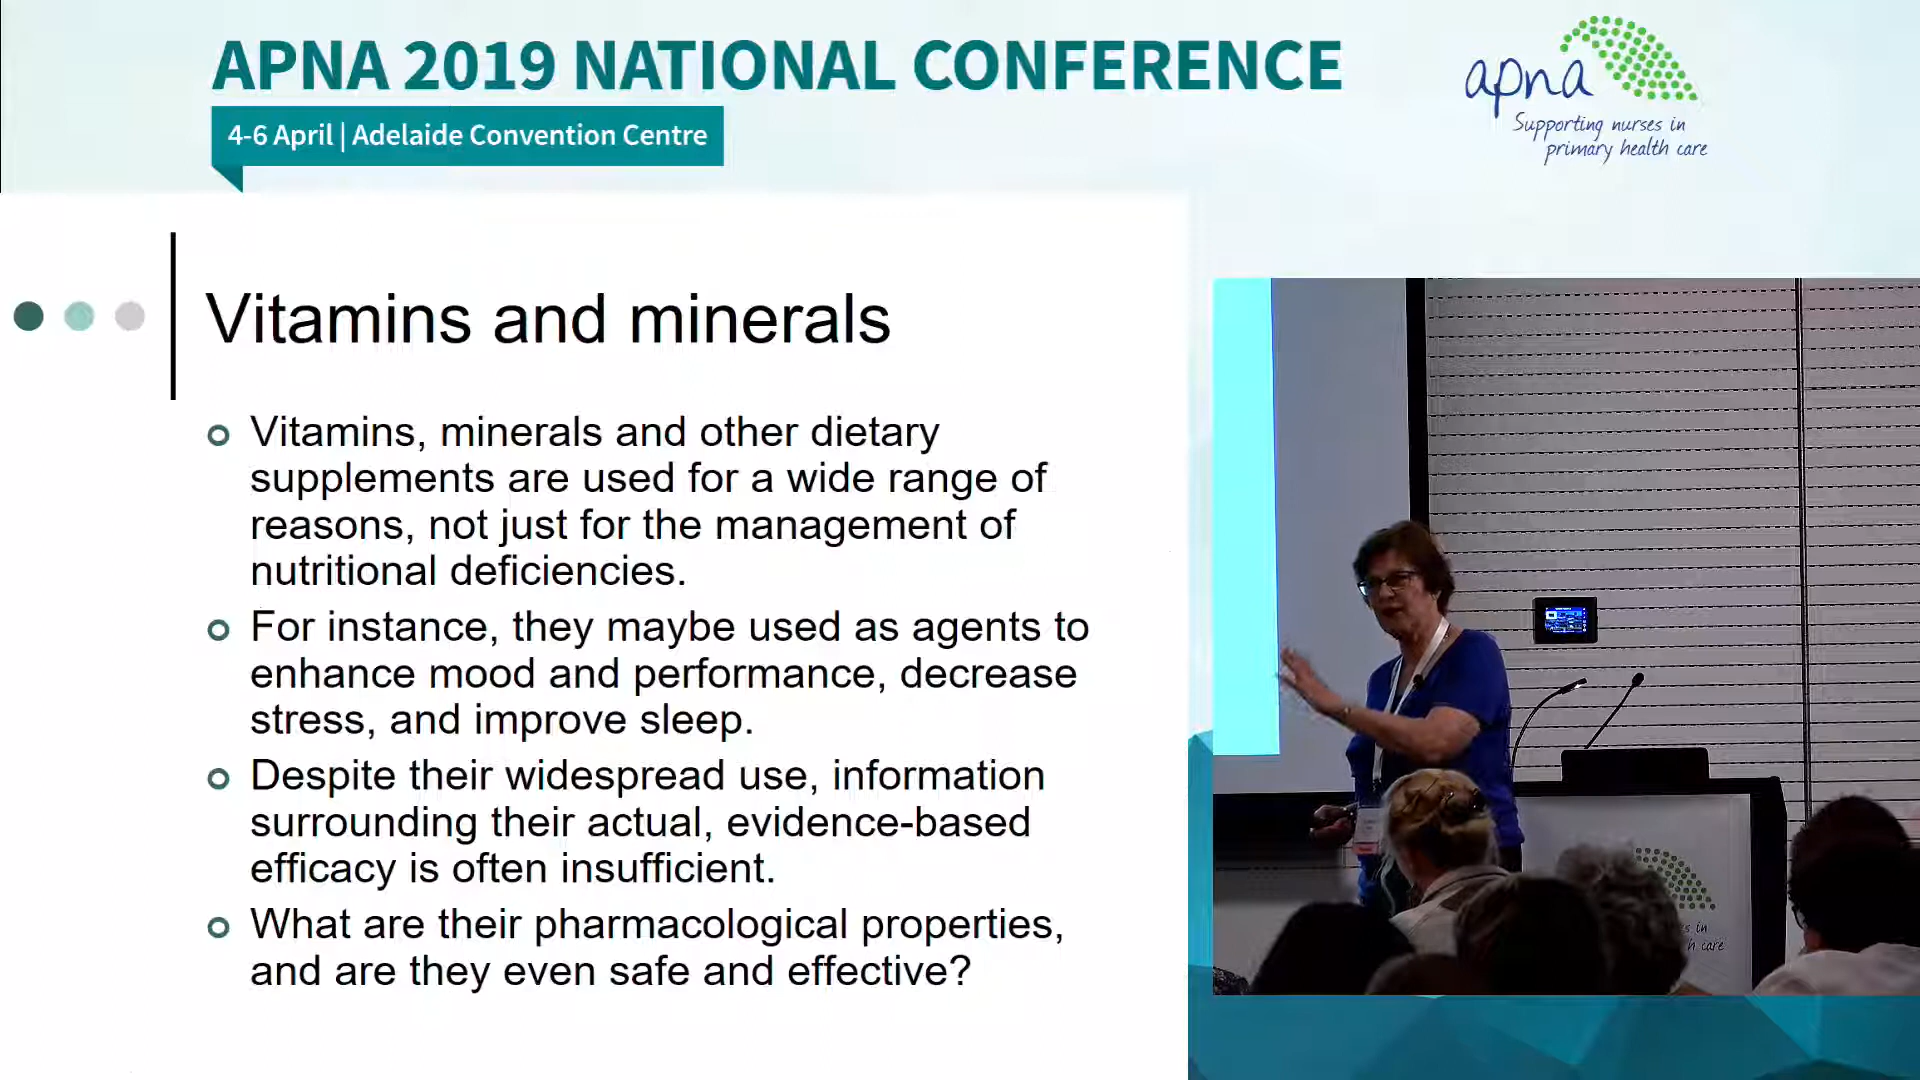 APNA 2019 NATIONAL CONFERENCE
4-6 April | Adelaide Convention Centre
apna
Supporting nurses in
primary health care
Vitamins and minerals
Vitamins, minerals and other dietary
supplements are used for a wide range of
reasons, not just for the management of
nutritional deficiencies.
For instance, they maybe used as agents to
enhance mood and performance, decrease
stress, and improve sleep.
Despite their widespread use, information
surrounding their actual, evidence-based
efficacy is often insufficient.
What are their pharmacological properties,
and are they even safe and effective?
in
care